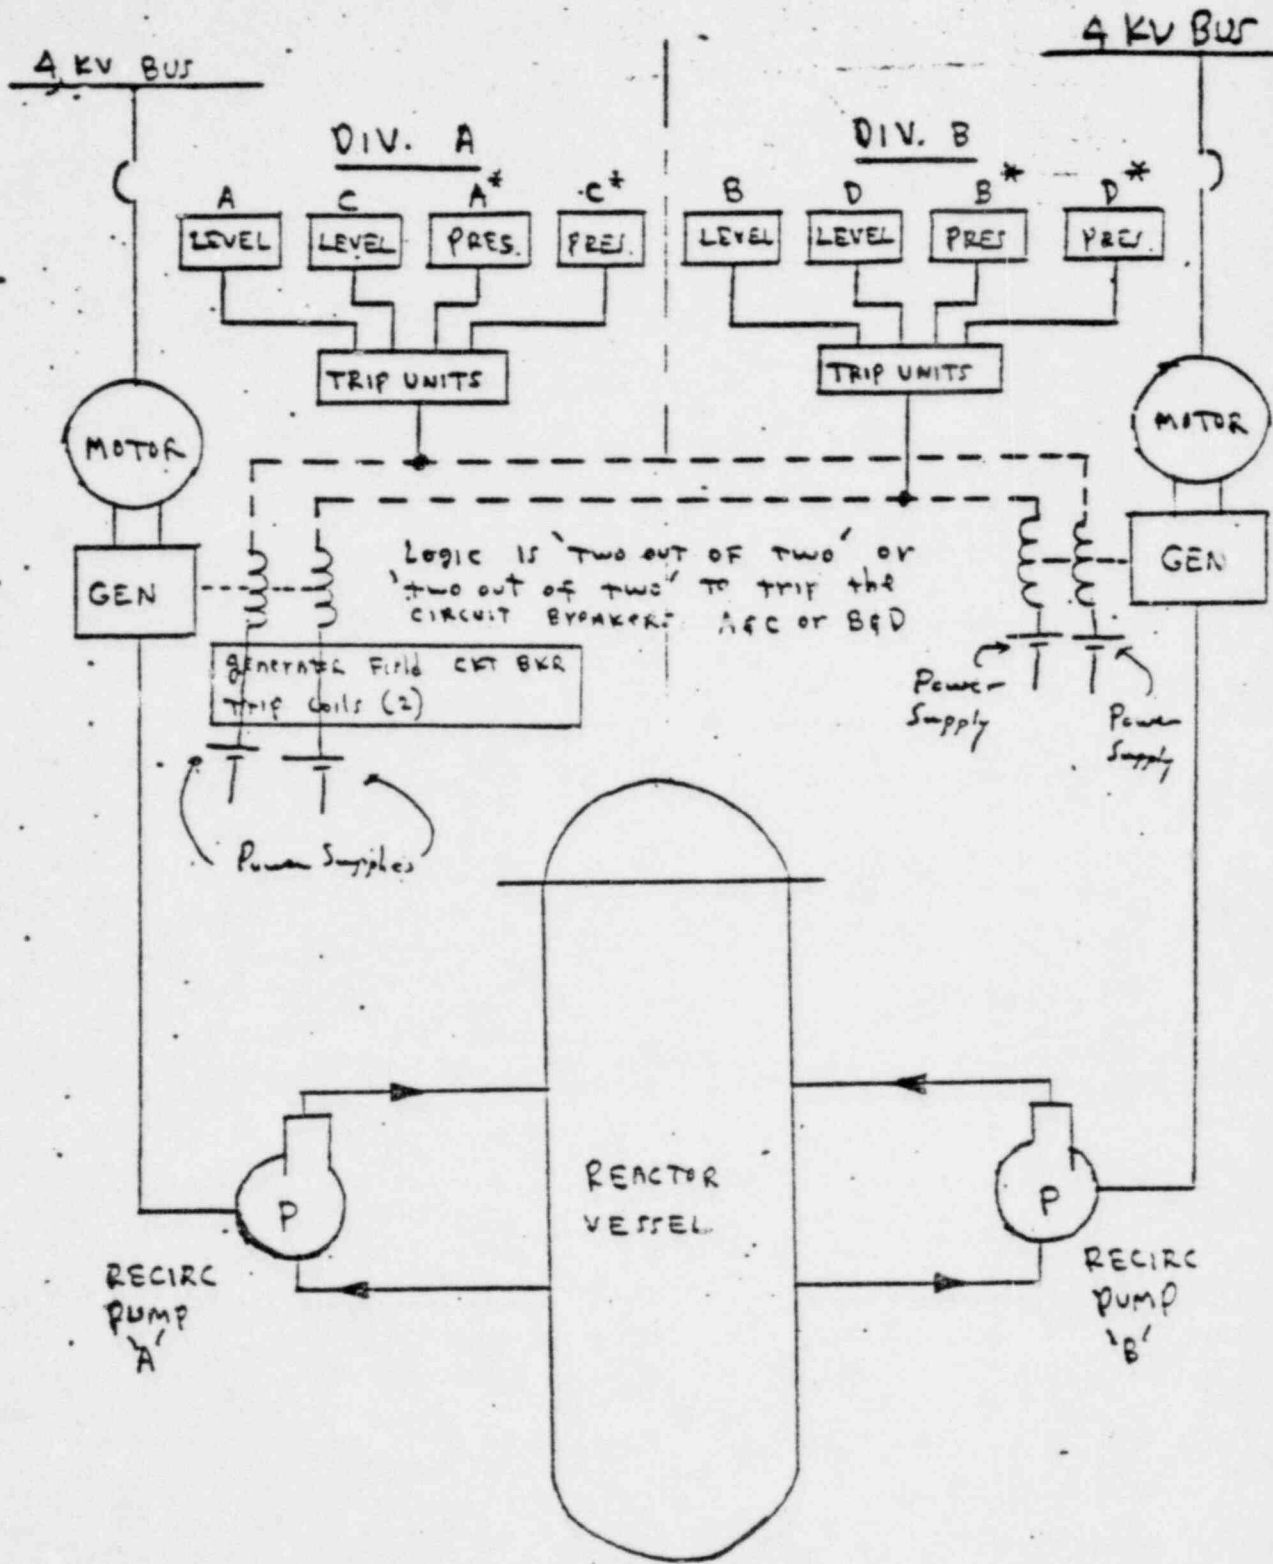 4 KV BUS
4 KV BUS
DIV. A
DIV. B
A
C
A*
C*
B
D
B*
D*
LEVEL
LEVEL
PRES.
PRES.
LEVEL
LEVEL
PRES
PRES.
TRIP UNITS
TRIP UNITS
MOTOR
MOTOR
GEN
GEN
Logic is 'two out of two' or
'two out of two' to trip the
CIRCUIT BREAKERS A&C or B&D
generator Field CKT BKR
trip coils (2)
Power
Supply
Power
Supply
Power Supplies
REACTOR
VESSEL
P
P
RECIRC
PUMP
'A'
RECIRC
PUMP
'B'